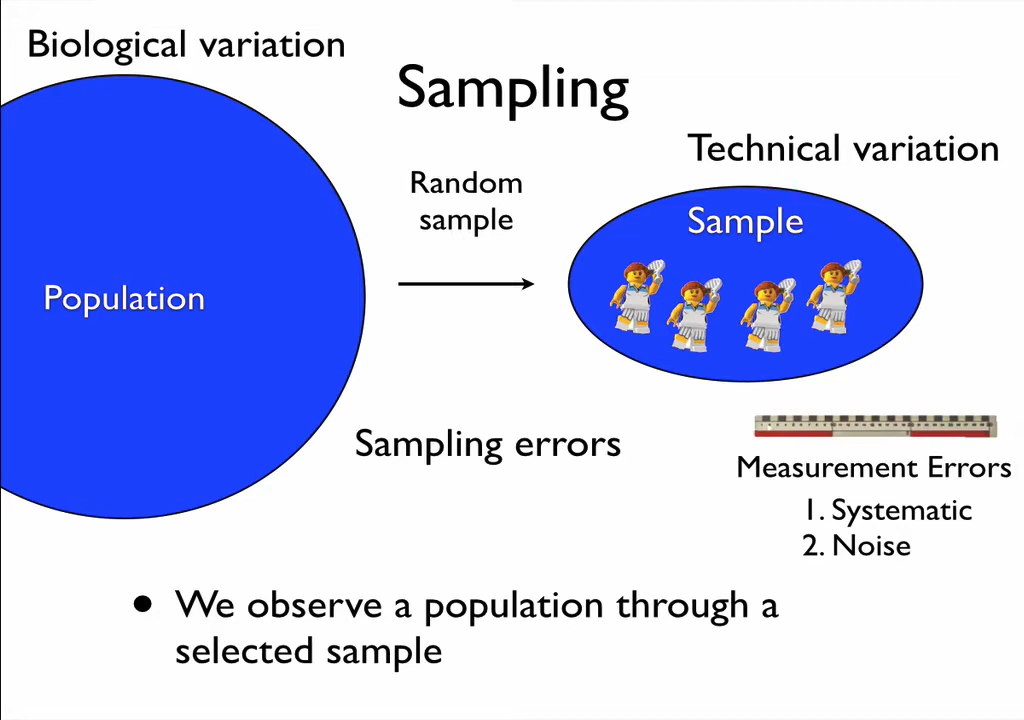 Biological variation
Sampling
Technical variation
Random
sample
Sample
Population
Sampling errors
Measurement Errors
1. Systematic
2. Noise
• We observe a population through a
selected sample